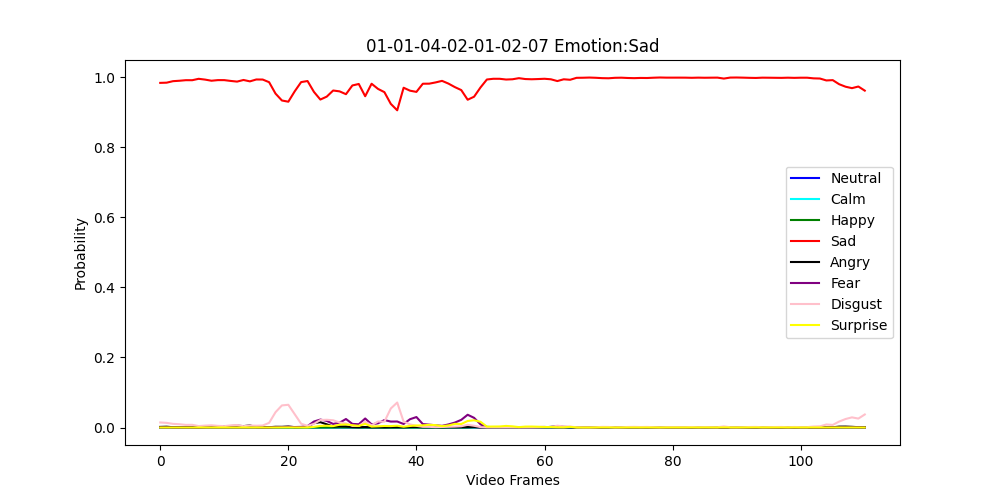 01-01-04-02-01-02-07 Emotion:Sad
Probability
1.0
0.8
0.6
0.4
0.2
0.0
Neutral
Calm
Happy
Sad
Angry
Fear
Disgust
Surprise
0 20 40 60 80 100
Video Frames